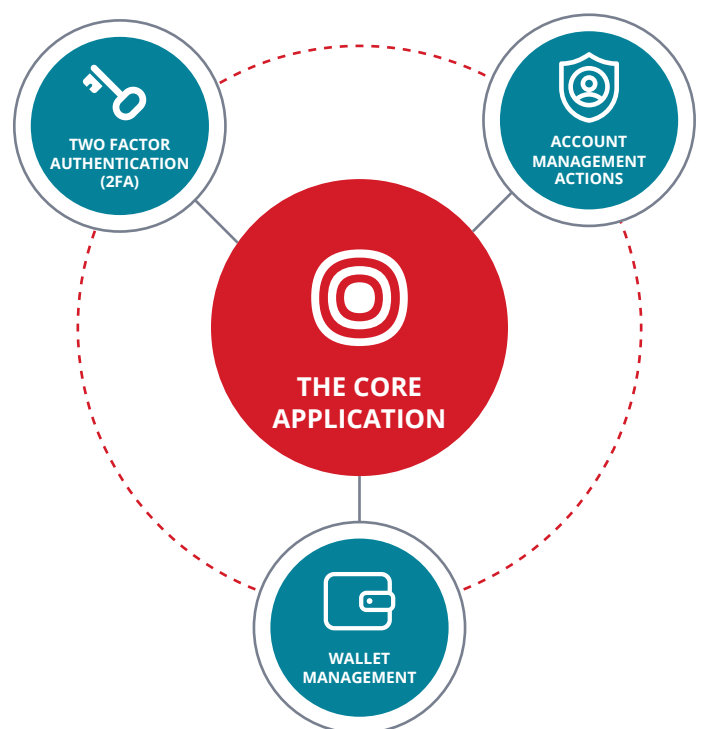 TWO FACTOR
AUTHENTICATION
(2FA)
ACCOUNT
MANAGEMENT
ACTIONS
THE CORE
APPLICATION
WALLET
MANAGEMENT